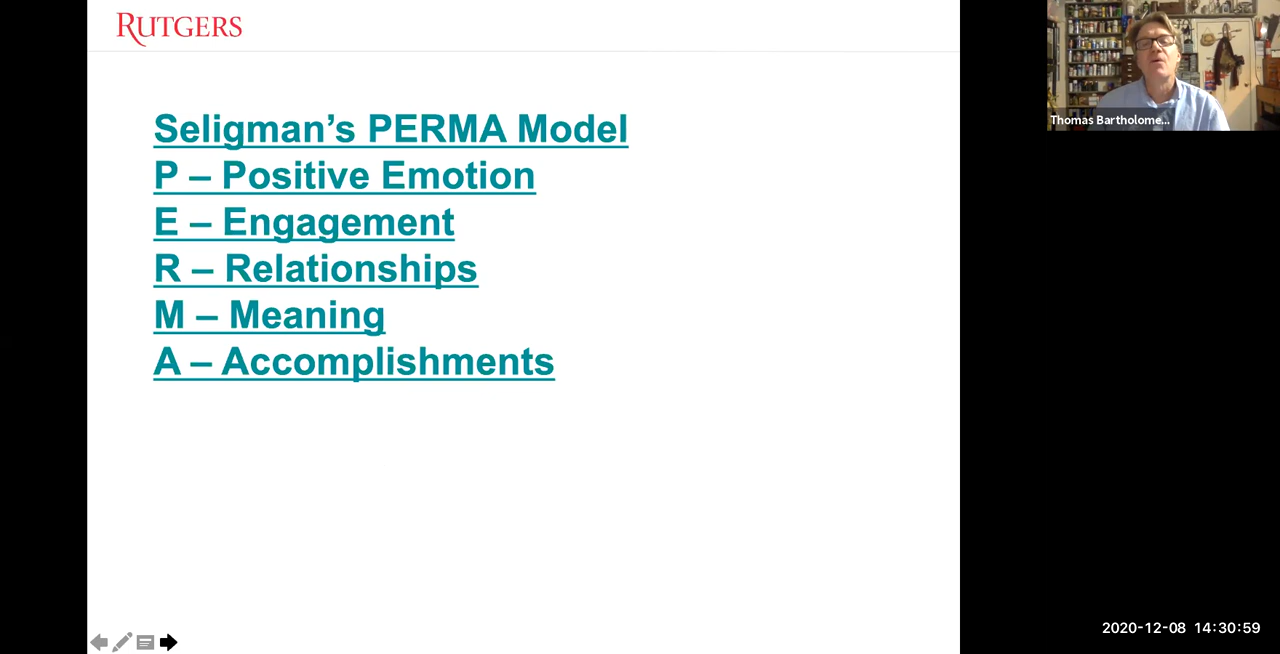 RUTGERS
Seligman’s PERMA Model
P – Positive Emotion
E – Engagement
R – Relationships
M – Meaning
A – Accomplishments
Thomas Bartholome...
2020-12-08 14:30:59